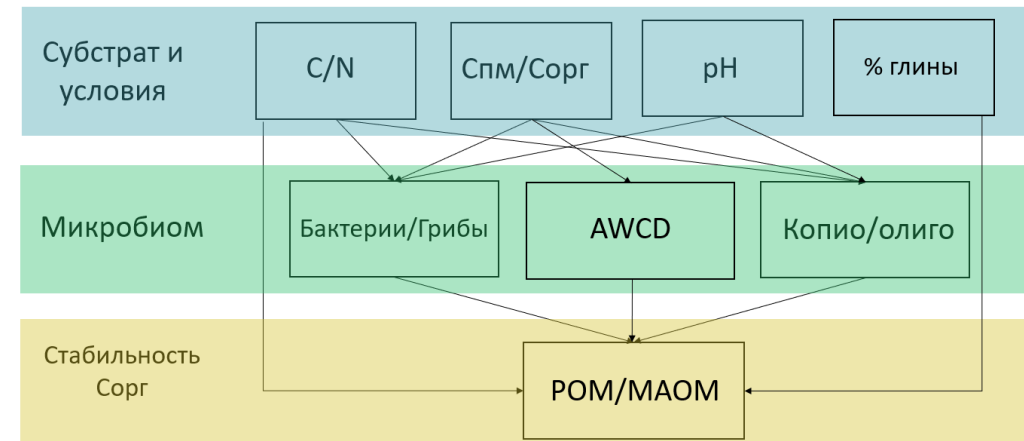 Субстрат и
условия
C/N
Спм/Сорг
pH
% глины
Микробиом
Бактерии/Грибы
AWCD
Копио/олиго
Стабильность
Сорг
POM/MAOM